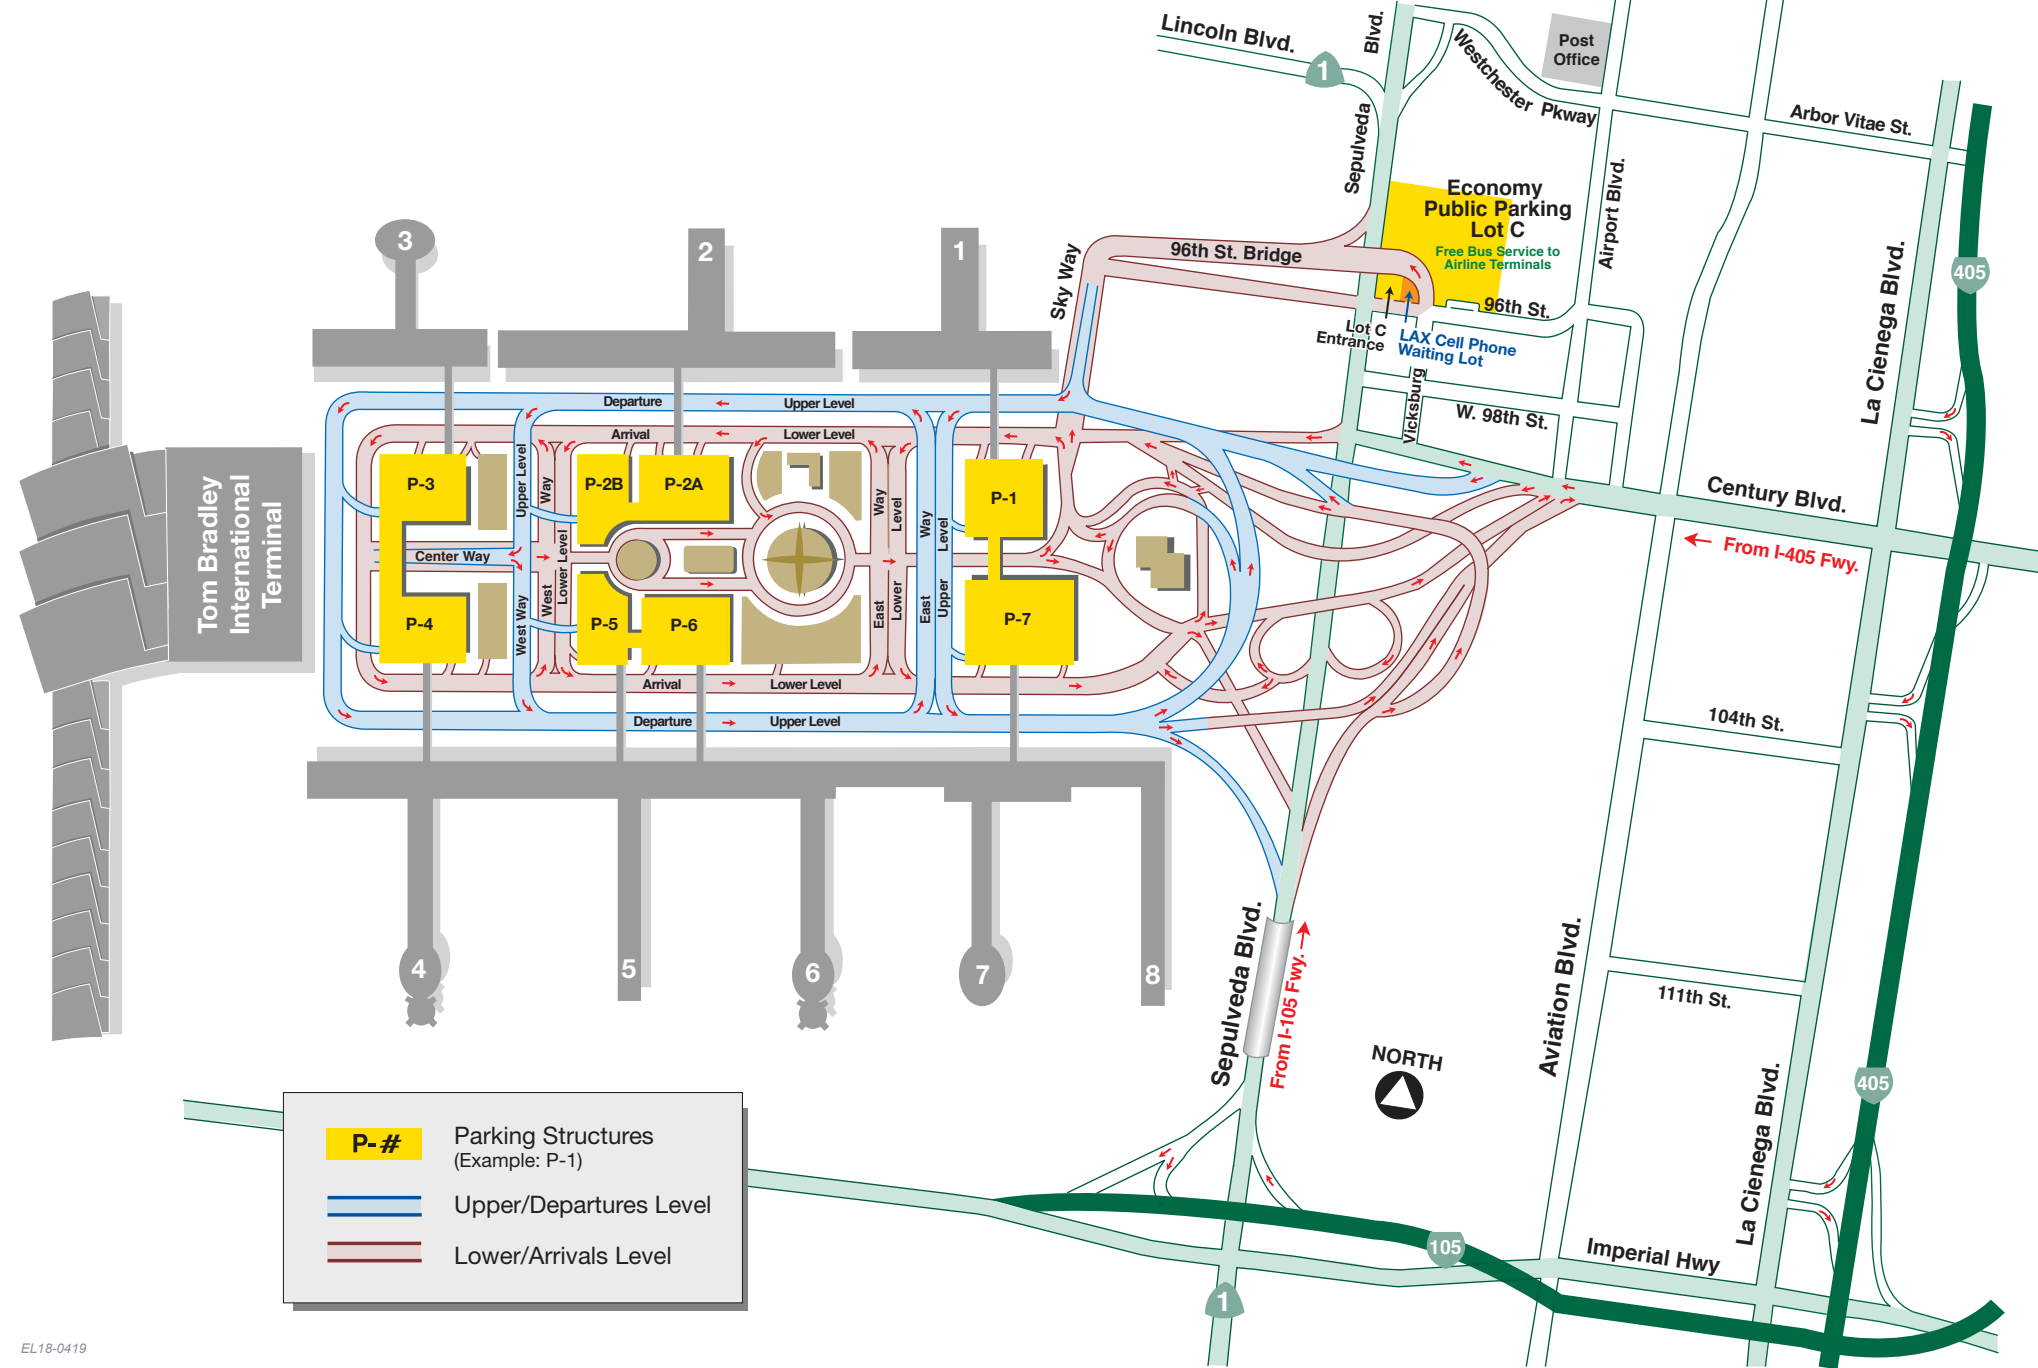 Lincoln Blvd.
1
Sepulveda
Blvd.
Westchester Pkway
Post
Office
Arbor Vitae St.
Airport Blvd.
Economy
Public Parking
Lot C
Free Bus Service to
Airline Terminals
96th St. Bridge
Sky Way
96th St.
Lot C
Entrance
LAX Cell Phone
Waiting Lot
Vicksburg
W. 98th St.
La Cienega Blvd.
405
Century Blvd.
From I-405 Fwy.
3
2
1
Tom Bradley
International
Terminal
Departure
Upper Level
Arrival
Lower Level
P-3
P-2B
P-2A
P-1
Upper Level
Way
Way
Level
Way
Level
Center Way
Lower Level
West
West Way
East
Lower
East
Upper
P-4
P-5
P-6
P-7
Arrival
Lower Level
Departure
Upper Level
4
5
6
7
8
104th St.
111th St.
Sepulveda Blvd.
From I-105 Fwy.
Aviation Blvd.
La Cienega Blvd.
405
NORTH
105
Imperial Hwy
1
P-#
Parking Structures
(Example: P-1)
Upper/Departures Level
Lower/Arrivals Level
EL18-0419